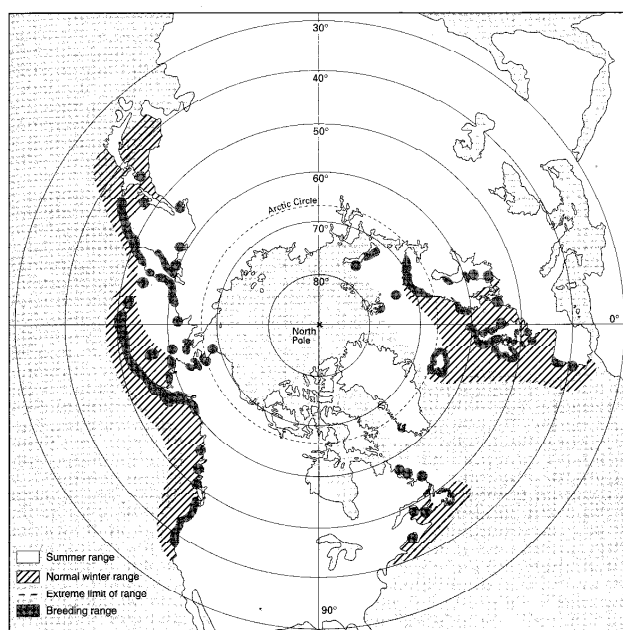 30°
40°
50°
60°
Arctic Circle
70°
80°
North
Pole
0°
Summer range
Normal winter range
Extreme limit of range
Breeding range
90°